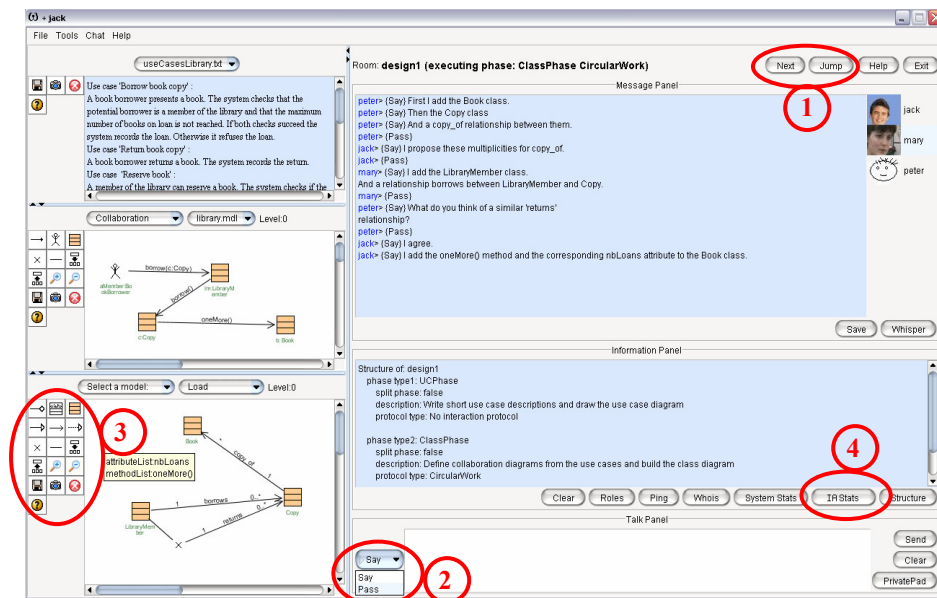 (t) + jack
File Tools Chat Help
useCasesLibrary.txt
Use case 'Borrow book copy' :
A book borrower presents a book. The system checks that the
potential borrower is a member of the library and that the maximum
number of books on loan is not reached. If both checks succeed the
system records the loan. Otherwise it refuses the loan.
Use case 'Return book copy' :
A book borrower returns a book. The system records the return.
Use case 'Reserve book' :
A member of the library can reserve a book. The system checks if the
Collaboration library.mdl Level:0
borrow(c:Copy)
aMember:Bo
okBorrower
lm:LibraryM
ember
borrow()
oneMore()
c:Copy
b: Book
Select a model: Load Level:0
Book
attributeList:nbLoans
methodList:oneMore()
copy_of
*
1
1 borrows 0..*
LibraryMem
ber
1 returns 0..*
Copy
3
Room: design1 (executing phase: ClassPhase CircularWork)
Next Jump Help Exit
1
Message Panel
peter> {Say} First I add the Book class.
peter> {Say} Then the Copy class
peter> {Say} And a copy_of relationship between them.
peter> {Pass}
jack> {Say} I propose these multiplicities for copy_of.
jack> {Pass}
mary> {Say} I add the LibraryMember class.
And a relationship borrows between LibraryMember and Copy.
mary> {Pass}
peter> {Say} What do you think of a similar 'returns'
relationship?
peter> {Pass}
jack> {Say} I agree.
jack> {Say} I add the oneMore() method and the corresponding nbLoans attribute to the Book class.
jack
mary
peter
Save Whisper
Information Panel
Structure of: design1
phase type1: UCPhase
split phase: false
description: Write short use case descriptions and draw the use case diagram
protocol type: No interaction protocol
phase type2: ClassPhase
split phase: false
description: Define collaboration diagrams from the use cases and build the class diagram
protocol type: CircularWork
4
Clear Roles Ping Whois System Stats IA Stats Structure
Talk Panel
Say
Say
Pass
2
Send
Clear
PrivatePad